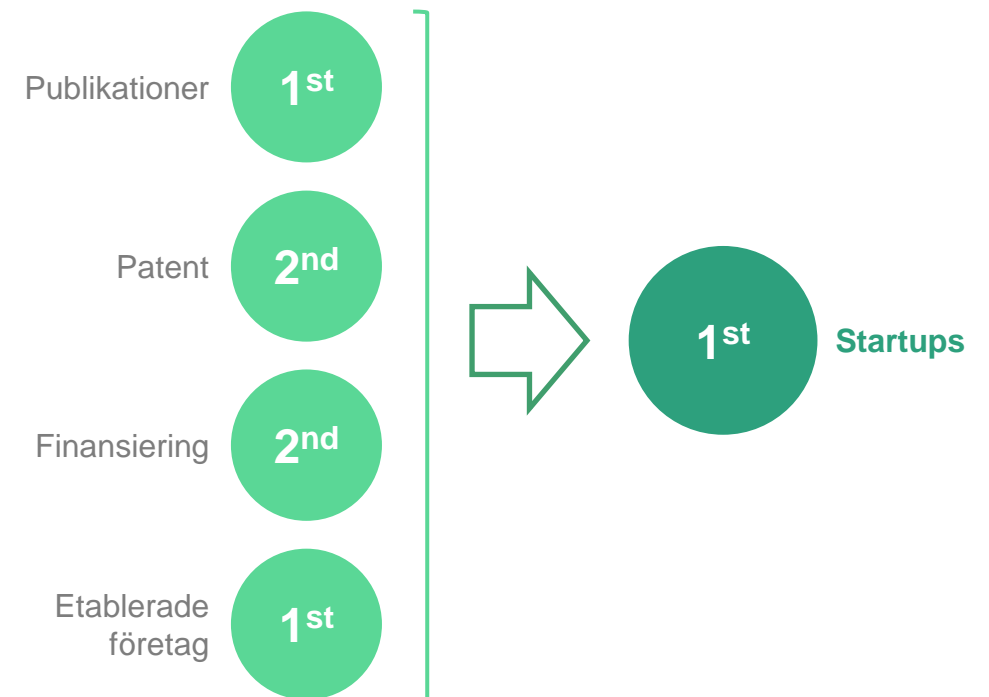 Publikationer
1st
Patent
2nd
1st
Startups
Finansiering
2nd
Etablerade
företag
1st